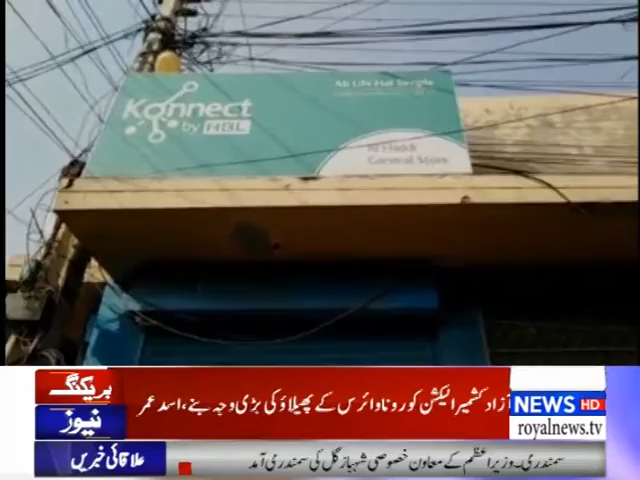 Konnect
by HBL
Ab Life Hai Simple
Al Haadi
General Store
بریکنگ
نیوز
آزاد کشمیر الیکشن کورونا وائرس کے پھیلاؤ کی بڑی وجہ بنے، اسد عمر
NEWS HD
royalnews.tv
علاقائی خبریں
سمندری۔وزیراعظم کے معاون خصوصی شہباز گل کی سمندری آمد